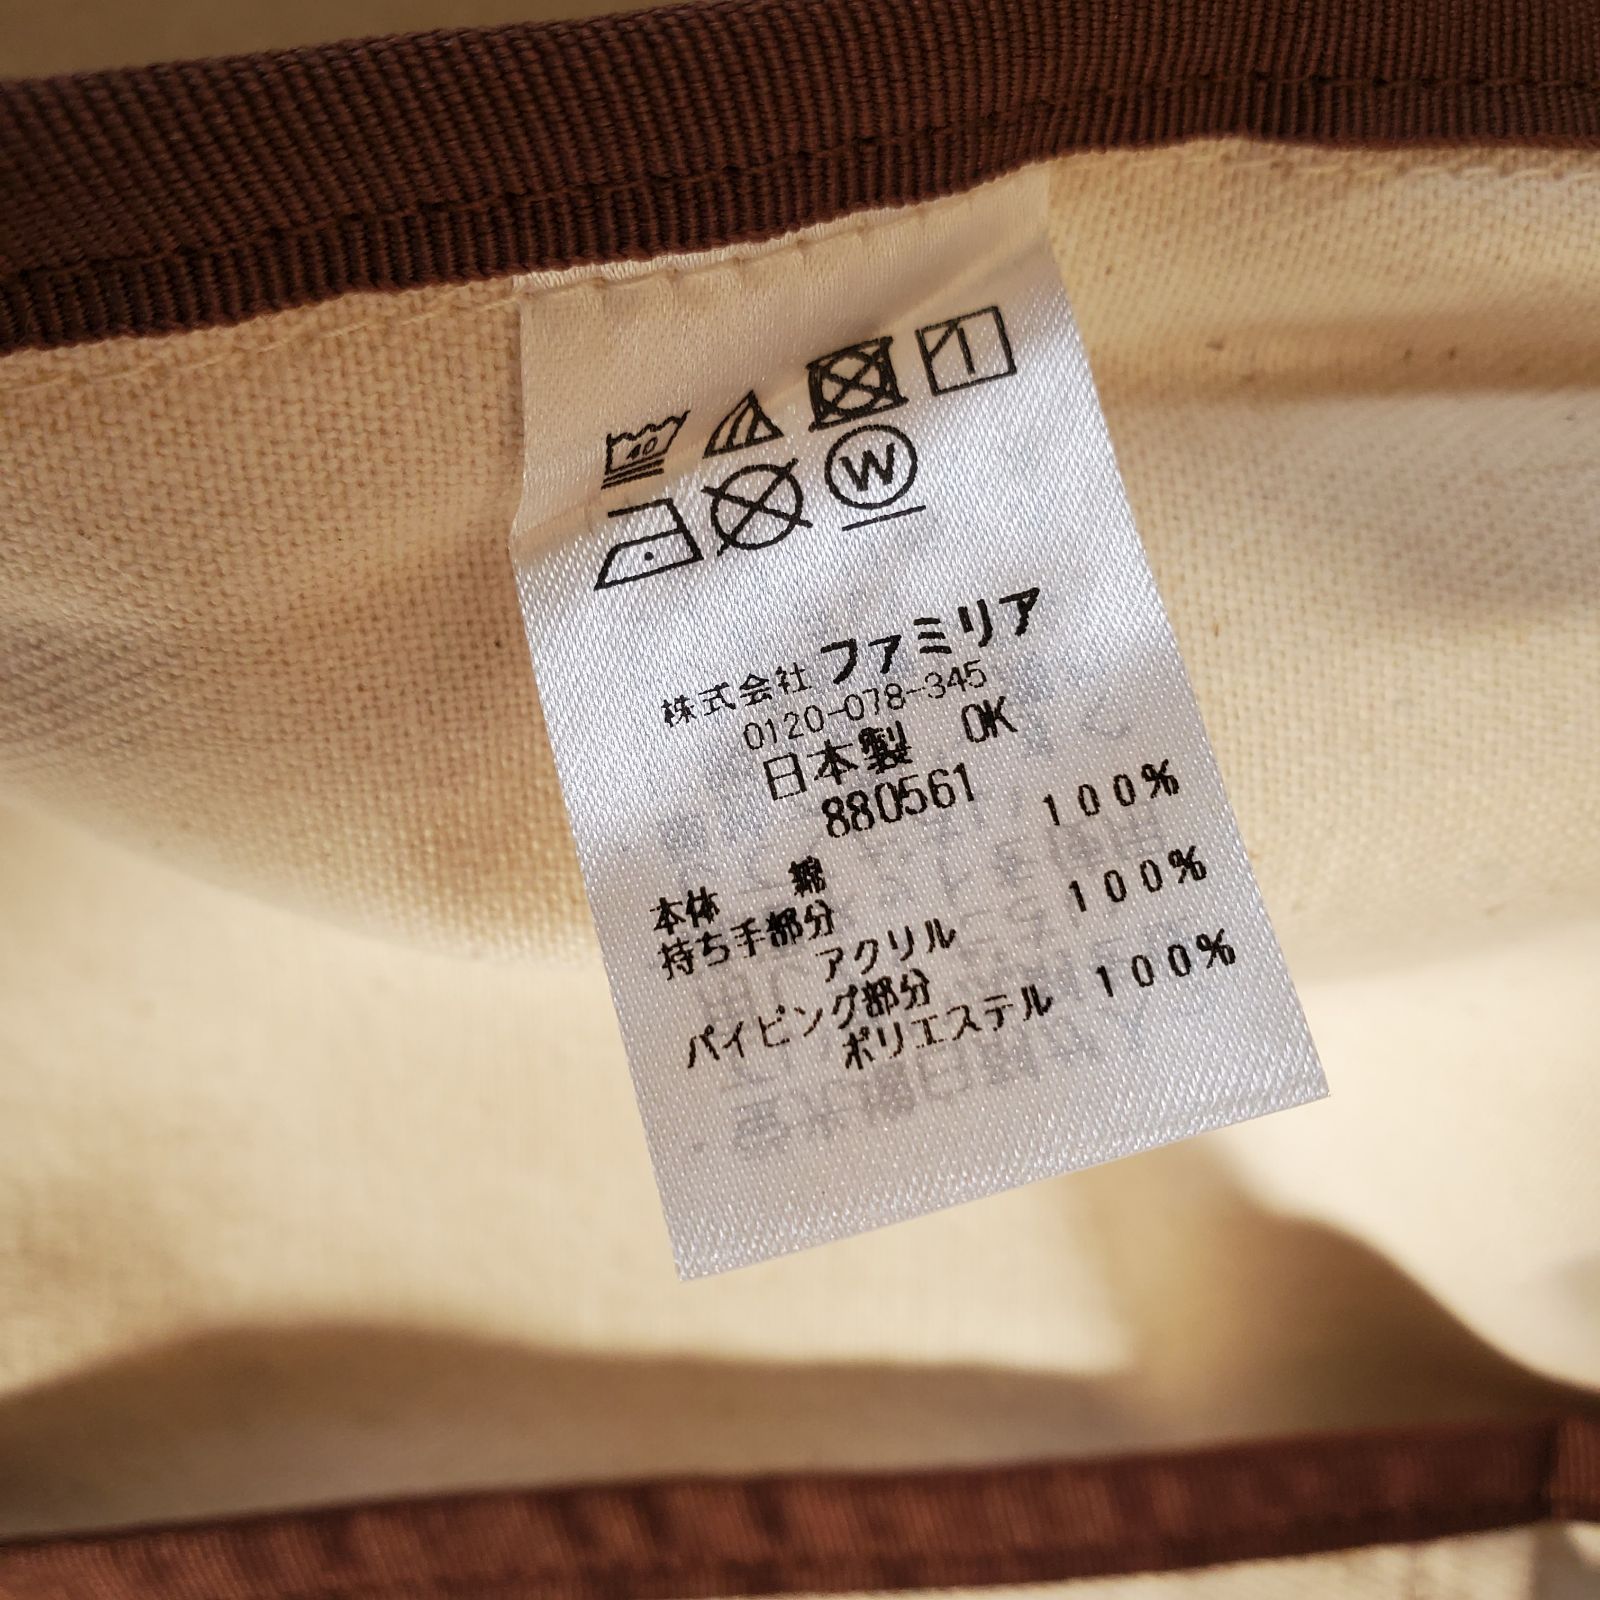 40
W
株式会社ファミリア
0120-078-345
日本製 OK
880561
本体 綿 100%
持ち手部分
アクリル 100%
パイピング部分
ポリエステル 100%